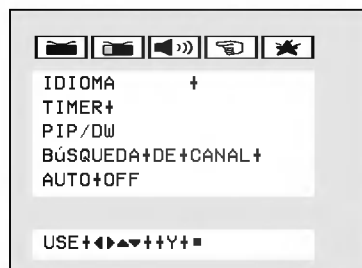 IDIOMA ＋
TIMER＋
PIP/DW
BúSQUEDA＋DE＋CANAL＋
AUTO＋OFF
USE＋◀▶▲▼＋＋Y＋■